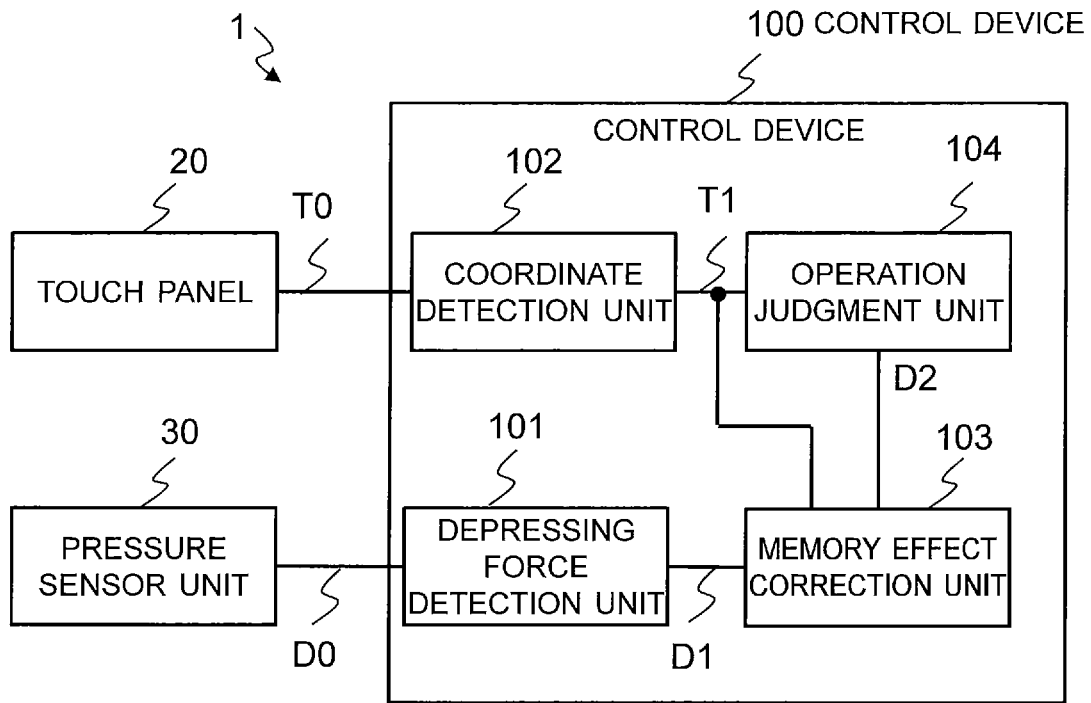 1
100 CONTROL DEVICE
CONTROL DEVICE
20
T0
102
T1
104
TOUCH PANEL
COORDINATE
DETECTION UNIT
OPERATION
JUDGMENT UNIT
D2
30
101
103
PRESSURE
SENSOR UNIT
DEPRESSING
FORCE
DETECTION UNIT
MEMORY EFFECT
CORRECTION UNIT
D0
D1